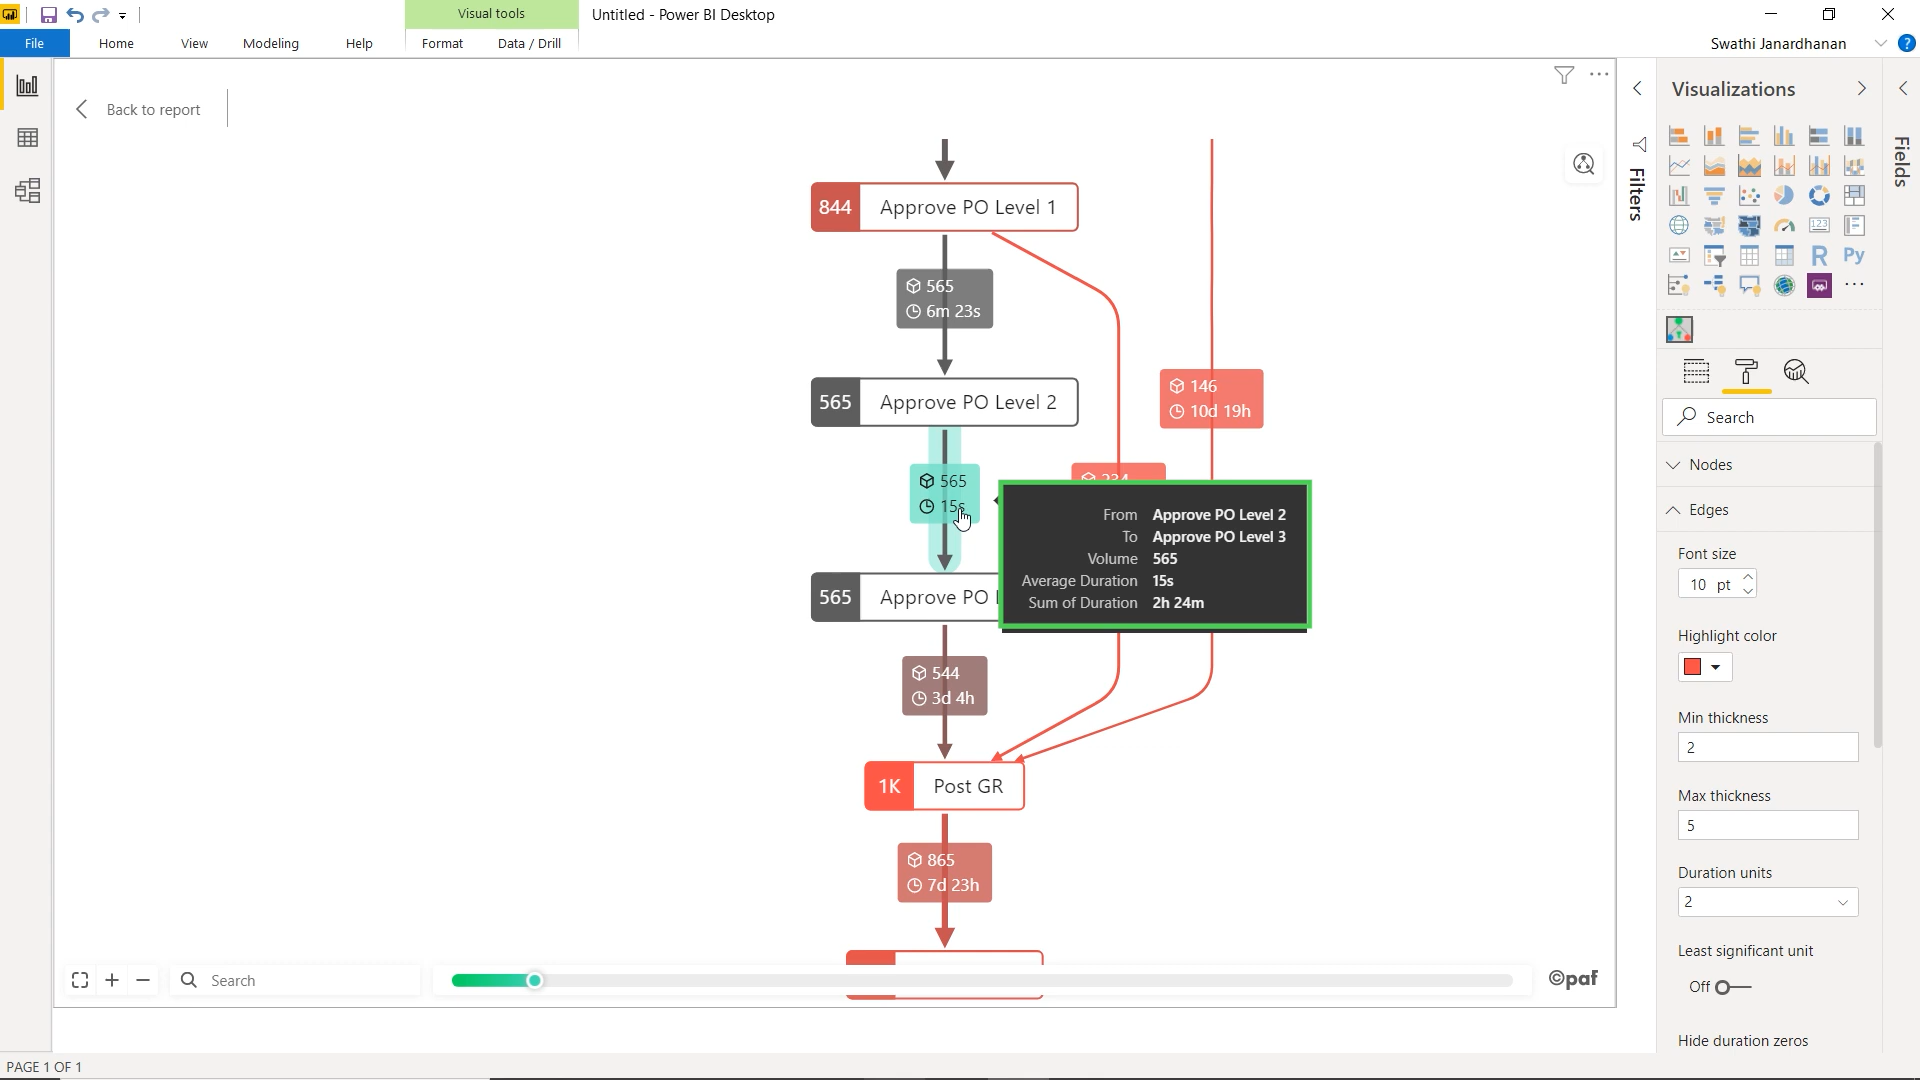 Visual tools
Untitled - Power BI Desktop
File
Home
View
Modeling
Help
Format
Data / Drill
Swathi Janardhanan
?
Back to report
844 Approve PO Level 1
565
6m 23s
565 Approve PO Level 2
146
10d 19h
565
15s
From Approve PO Level 2
To Approve PO Level 3
Volume 565
Average Duration 15s
Sum of Duration 2h 24m
565 Approve PO
544
3d 4h
1K Post GR
865
7d 23h
Search
©paf
Filters
Visualizations
123
R
Py
Search
Nodes
Edges
Font size
10 pt
Highlight color
Min thickness
2
Max thickness
5
Duration units
2
Least significant unit
Off
Hide duration zeros
Fields
PAGE 1 OF 1